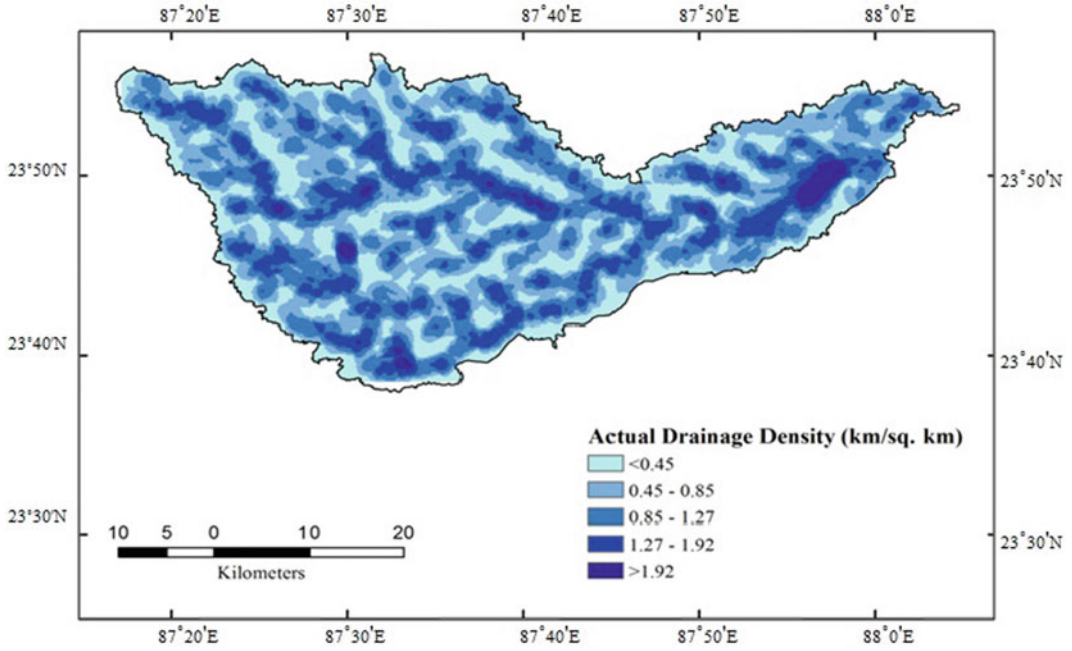 87°20'E 87°30'E 87°40'E 87°50'E 88°0'E
23°50'N 23°50'N
23°40'N 23°40'N
Actual Drainage Density (km/sq. km)
<0.45
0.45 - 0.85
0.85 - 1.27
1.27 - 1.92
>1.92
23°30'N 23°30'N
10 5 0 10 20
Kilometers
87°20'E 87°30'E 87°40'E 87°50'E 88°0'E